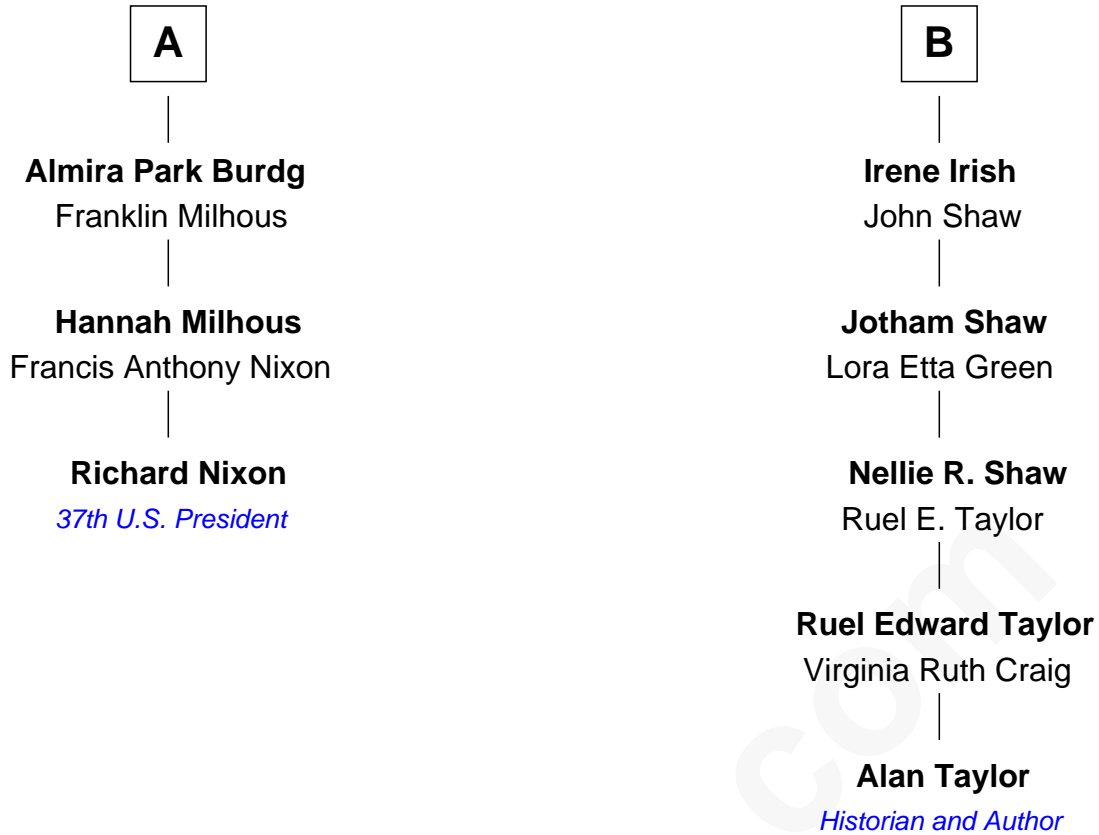 A
Almira Park Burdg
Franklin Milhous
Hannah Milhous
Francis Anthony Nixon
Richard Nixon
37th U.S. President
B
Irene Irish
John Shaw
Jotham Shaw
Lora Etta Green
Nellie R. Shaw
Ruel E. Taylor
Ruel Edward Taylor
Virginia Ruth Craig
Alan Taylor
Historian and Author
com